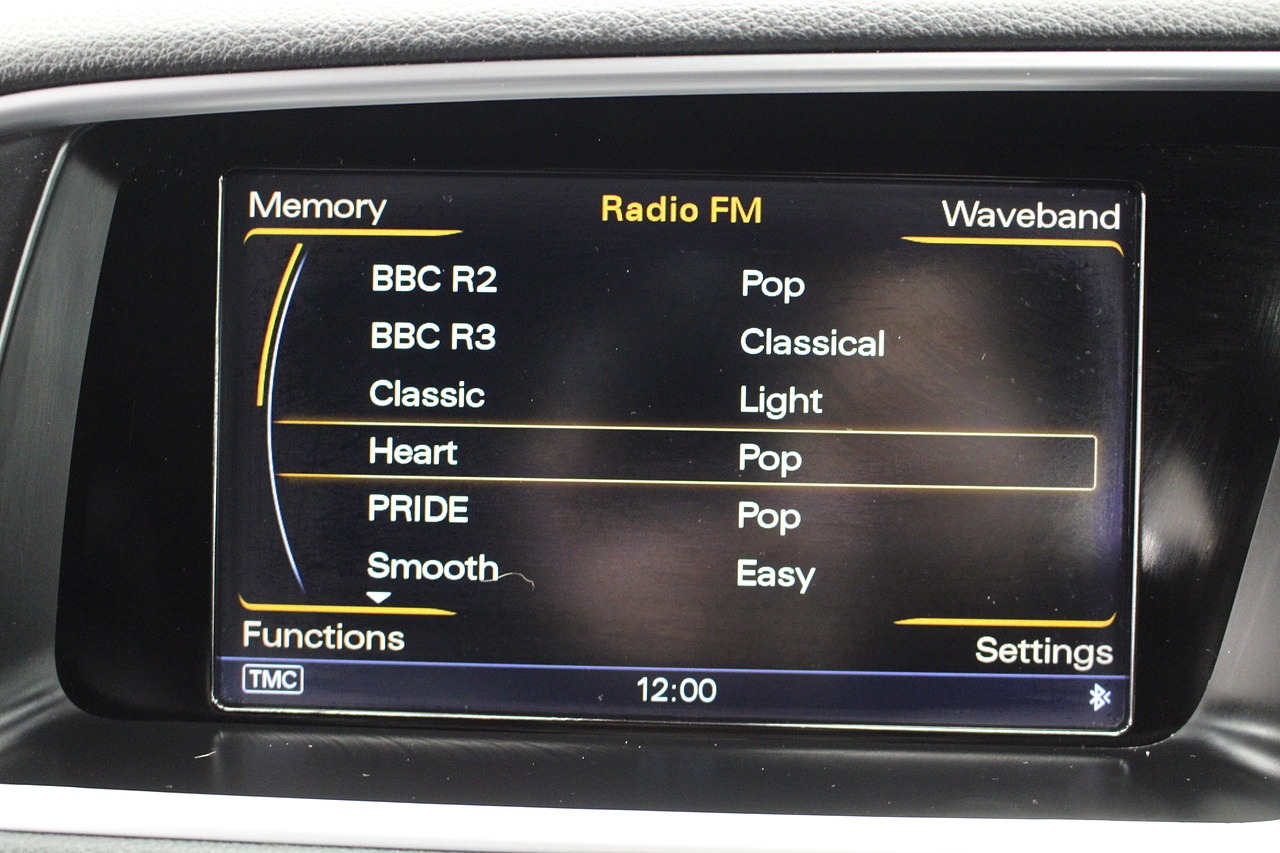 Memory Radio FM Waveband
BBC R2 Pop
BBC R3 Classical
Classic Light
Heart Pop
PRIDE Pop
Smooth Easy
Functions Settings
TMC 12:00